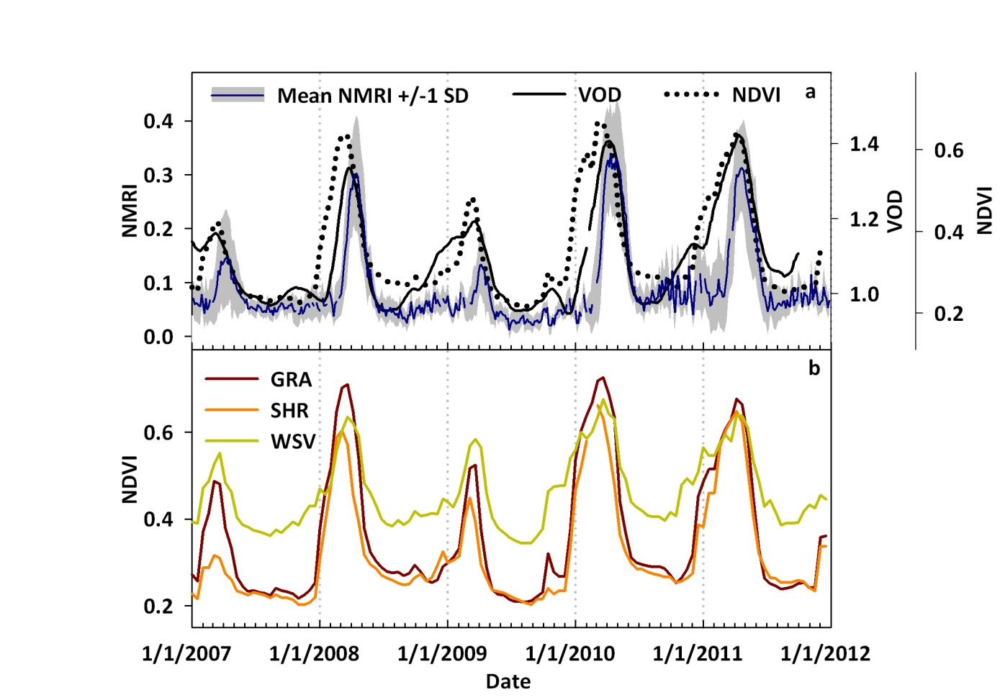 Mean NMRI +/-1 SD VOD NDVI a
0.4
0.3
0.2
0.1
0.0
NMRI
1.4
1.2
1.0
VOD
0.6
0.4
0.2
NDVI
b
GRA
SHR
WSV
0.6
0.4
0.2
NDVI
1/1/2007 1/1/2008 1/1/2009 1/1/2010 1/1/2011 1/1/2012
Date